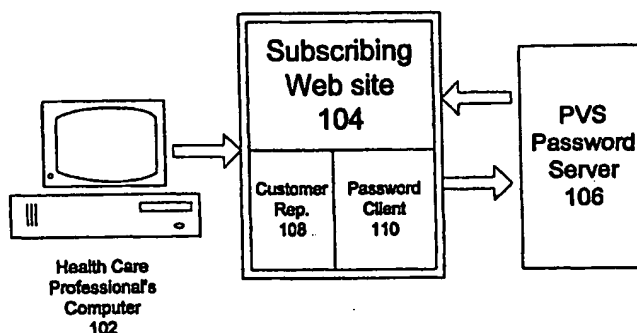 Subscribing
Web site
104
Customer
Rep.
108
Password
Client
110
PVS
Password
Server
106
Health Care
Professional's
Computer
102